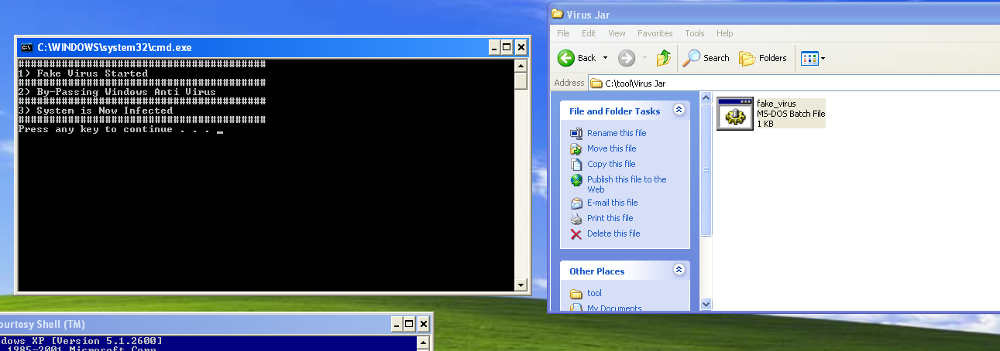 C:\WINDOWS\system32\cmd.exe
########################################
1) Fake Virus Started
########################################
2) By-Passing Windows Anti Virus
########################################
3) System is Now Infected
########################################
Press any key to continue . . . _
Virus Jar
File Edit View Favorites Tools Help
Back Search Folders
Address C:\tool\Virus Jar
File and Folder Tasks
Rename this file
Move this file
Copy this file
Publish this file to the
Web
E-mail this file
Print this file
Delete this file
Other Places
tool
My Documents
fake_virus
MS-DOS Batch File
1 KB
ourtesy Shell (TM)
dows XP [Version 5.1.2600]
1985-2001 Microsoft Corp